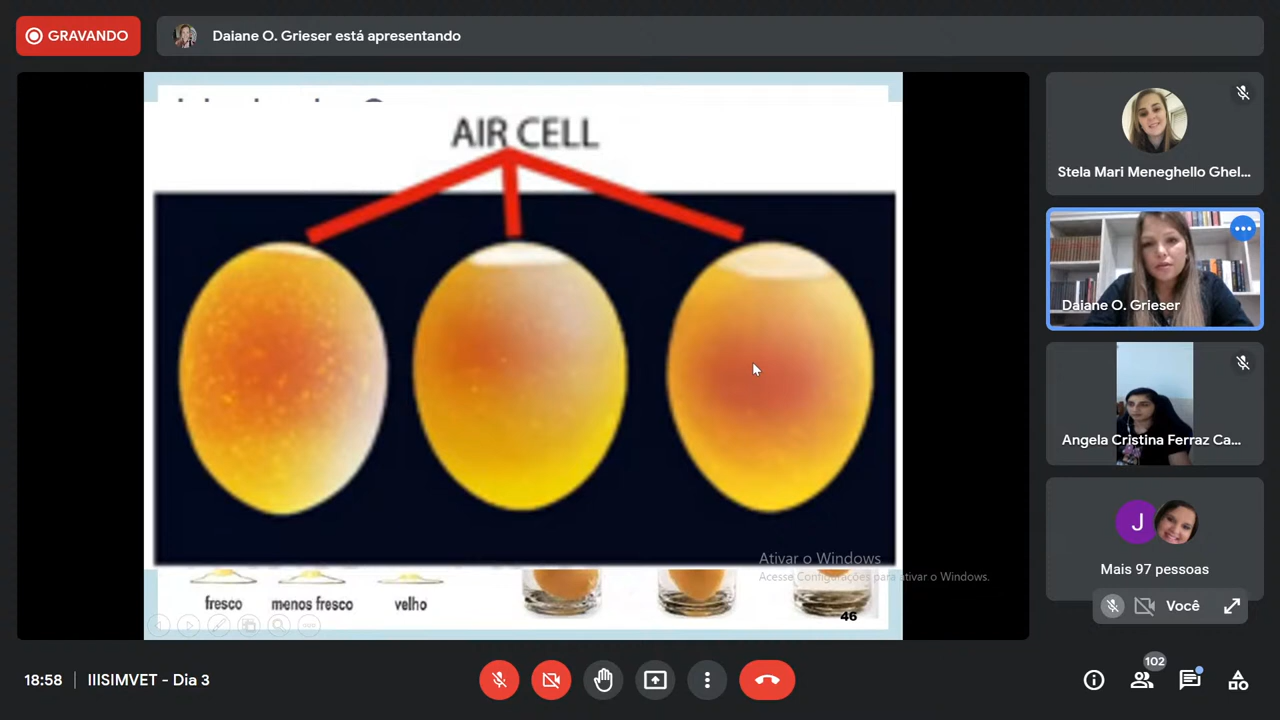 GRAVANDO
Daiane O. Grieser está apresentando
AIR CELL
Stela Mari Meneghello Ghel...
Daiane O. Grieser
Angela Cristina Ferraz Ca...
J
Mais 97 pessoas
Ativar o Windows
Acesse Configurações para ativar o Windows.
fresco menos fresco velho
46
Você
18:58 IIISIMVET - Dia 3
102